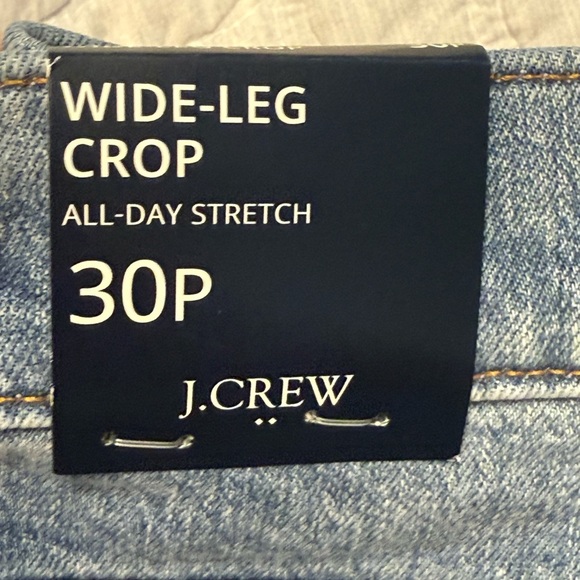 WIDE-LEG
CROP
ALL-DAY STRETCH
30P
J.CREW